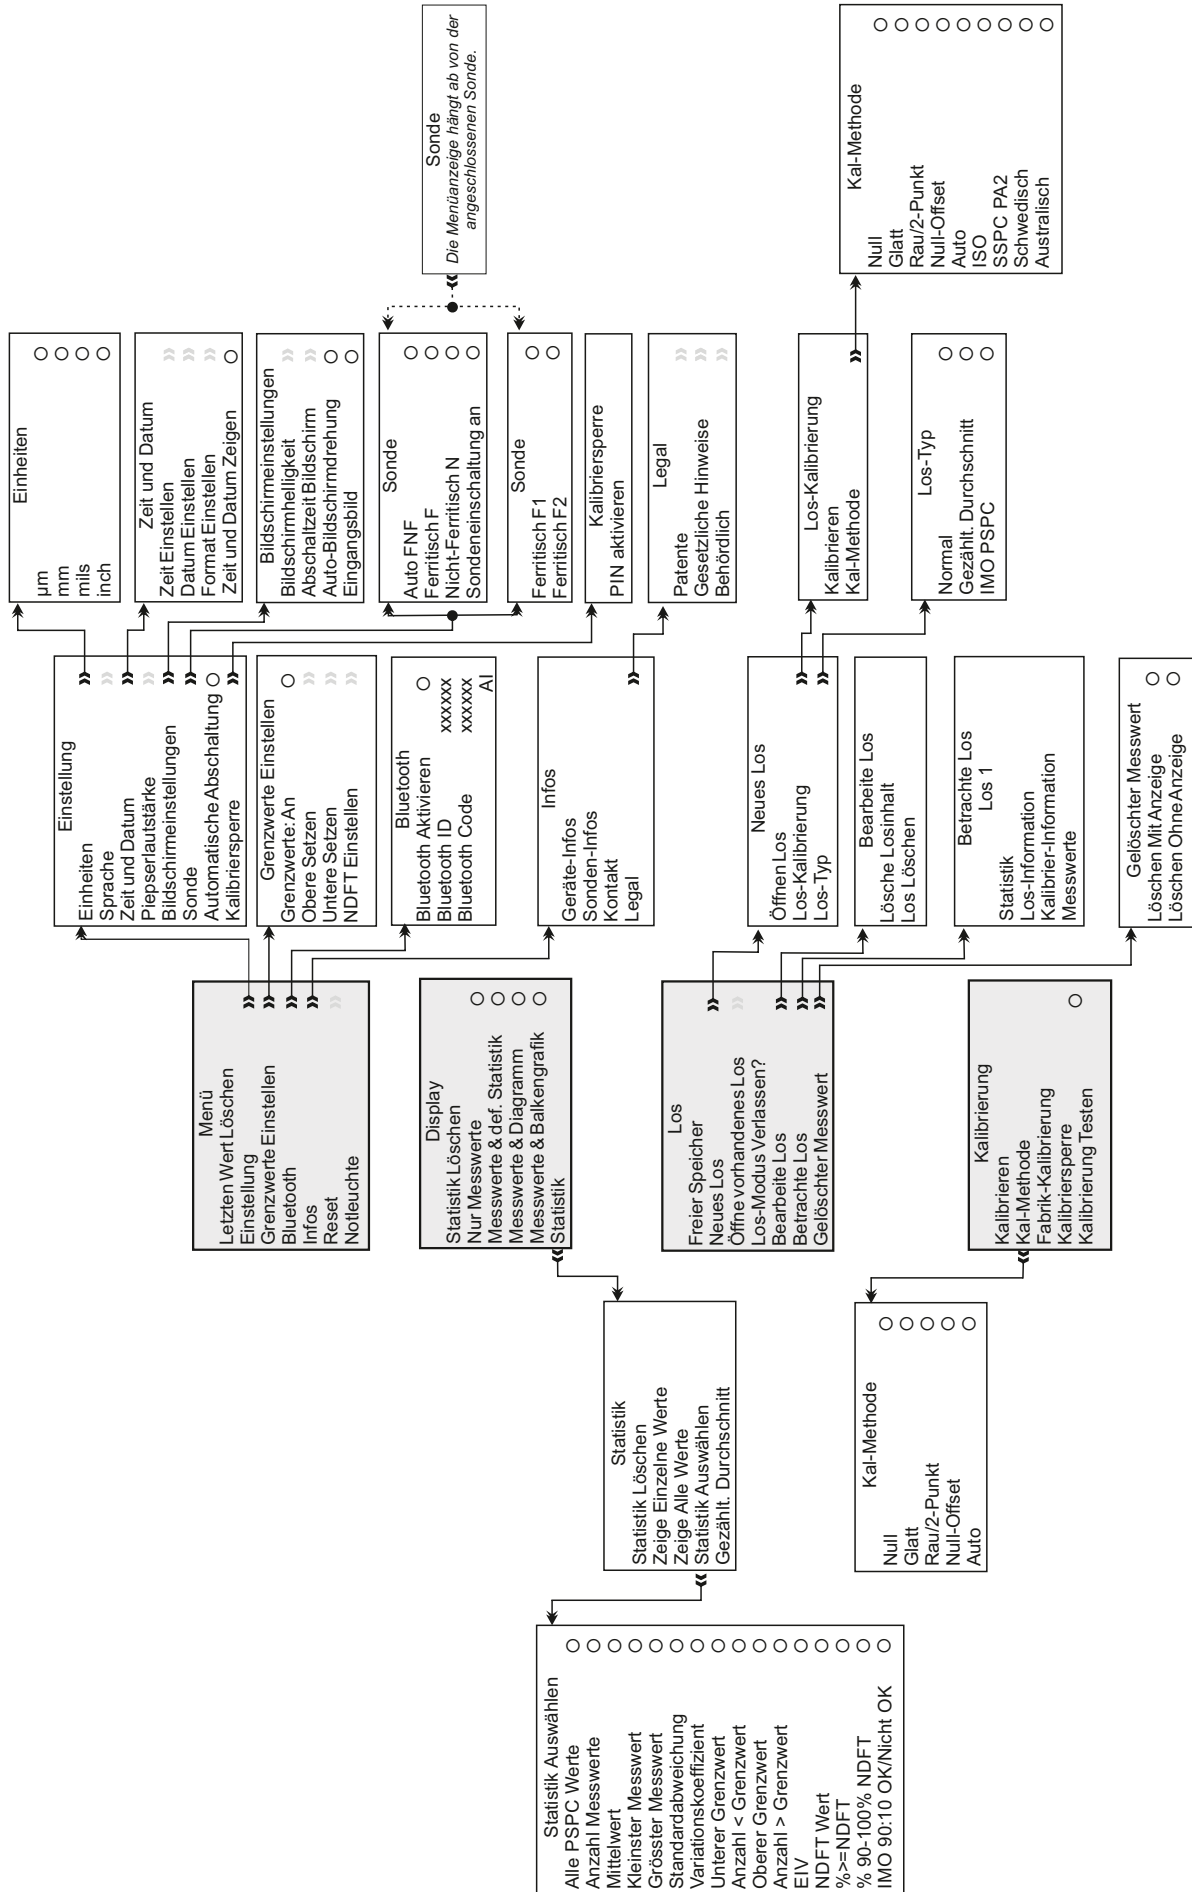 Menü
Letzten Wert Löschen
Einstellung
Grenzwerte Einstellen
Bluetooth
Infos
Reset
Notleuchte
Einstellung
Einheiten
Sprache
Zeit und Datum
Piepserlautstärke
Bildschirmeinstellungen
Sonde
Automatische Abschaltung
Kalibriersperre
Einheiten
µm
mm
mils
inch
Zeit und Datum
Zeit Einstellen
Datum Einstellen
Format Einstellen
Zeit und Datum Zeigen
Bildschirmeinstellungen
Bildschirmhelligkeit
Abschaltzeit Bildschirm
Auto-Bildschirmdrehung
Eingangsbild
Sonde
Auto FNF
Ferritisch F
Nicht-Ferritisch N
Sondeneinschaltung an
Sonde
Ferritisch F1
Ferritisch F2
Sonde
Die Menüanzeige hängt ab von der
angeschlossenen Sonde.
Kalibriersperre
PIN aktivieren
Grenzwerte Einstellen
Grenzwerte: An
Obere Setzen
Untere Setzen
NDFT Einstellen
Bluetooth
Bluetooth Aktivieren
Bluetooth ID xxxxxx
Bluetooth Code xxxxxx
AI
Infos
Geräte-Infos
Sonden-Infos
Kontakt
Legal
Legal
Patente
Gesetzliche Hinweise
Behördlich
Display
Statistik Löschen
Nur Messwerte
Messwerte & def. Statistik
Messwerte & Diagramm
Messwerte & Balkengrafik
Statistik
Statistik
Statistik Löschen
Zeige Einzelne Werte
Zeige Alle Werte
Statistik Auswählen
Gezählt. Durchschnitt
Statistik Auswählen
Alle PSPC Werte
Anzahl Messwerte
Mittelwert
Kleinster Messwert
Grösster Messwert
Standardabweichung
Variationskoeffizient
Unterer Grenzwert
Anzahl < Grenzwert
Oberer Grenzwert
Anzahl > Grenzwert
EIV
NDFT Wert
%>=NDFT
% 90-100% NDFT
IMO 90:10 OK/Nicht OK
Los
Freier Speicher
Neues Los
Öffne vorhandenes Los
Los-Modus Verlassen?
Bearbeite Los
Betrachte Los
Gelöschter Messwert
Neues Los
Öffnen Los
Los-Kalibrierung
Los-Typ
Los-Kalibrierung
Kalibrieren
Kal-Methode
Kal-Methode
Null
Glatt
Rau/2-Punkt
Null-Offset
Auto
ISO
SSPC PA2
Schwedisch
Australisch
Los-Typ
Normal
Gezählt. Durchschnitt
IMO PSPC
Bearbeite Los
Lösche Losinhalt
Los Löschen
Betrachte Los
Los 1
Statistik
Los-Information
Kalibrier-Information
Messwerte
Gelöschter Messwert
Löschen Mit Anzeige
Löschen Ohne Anzeige
Kalibrierung
Kalibrieren
Kal-Methode
Fabrik-Kalibrierung
Kalibriersperre
Kalibrierung Testen
Kal-Methode
Null
Glatt
Rau/2-Punkt
Null-Offset
Auto